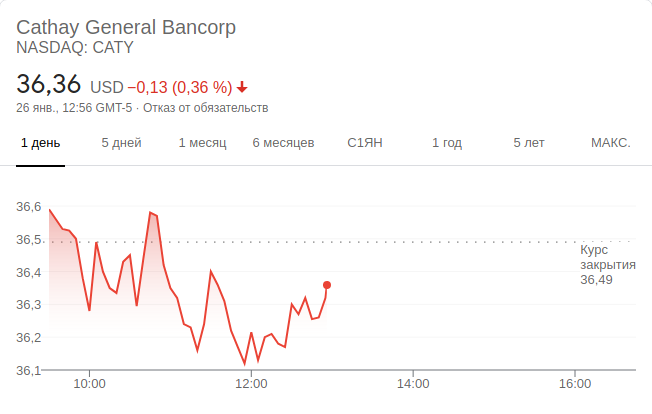 Cathay General Bancorp
NASDAQ: CATY
36,36 USD −0,13 (0,36 %)
26 янв., 12:56 GMT-5 · Отказ от обязательств
1 день 5 дней 1 месяц 6 месяцев С1ЯН 1 год 5 лет МАКС.
36,6
36,5
Курс
закрытия
36,49
36,4
36,3
36,2
36,1
10:00 12:00 14:00 16:00